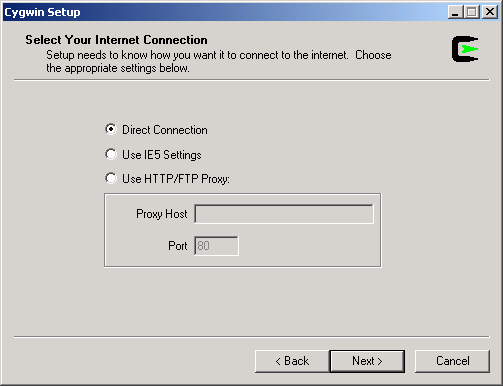 Cygwin Setup
Select Your Internet Connection
Setup needs to know how you want it to connect to the internet.  Choose
the appropriate settings below.
Direct Connection
Use IE5 Settings
Use HTTP/FTP Proxy:
Proxy Host
Port 80
< Back Next > Cancel